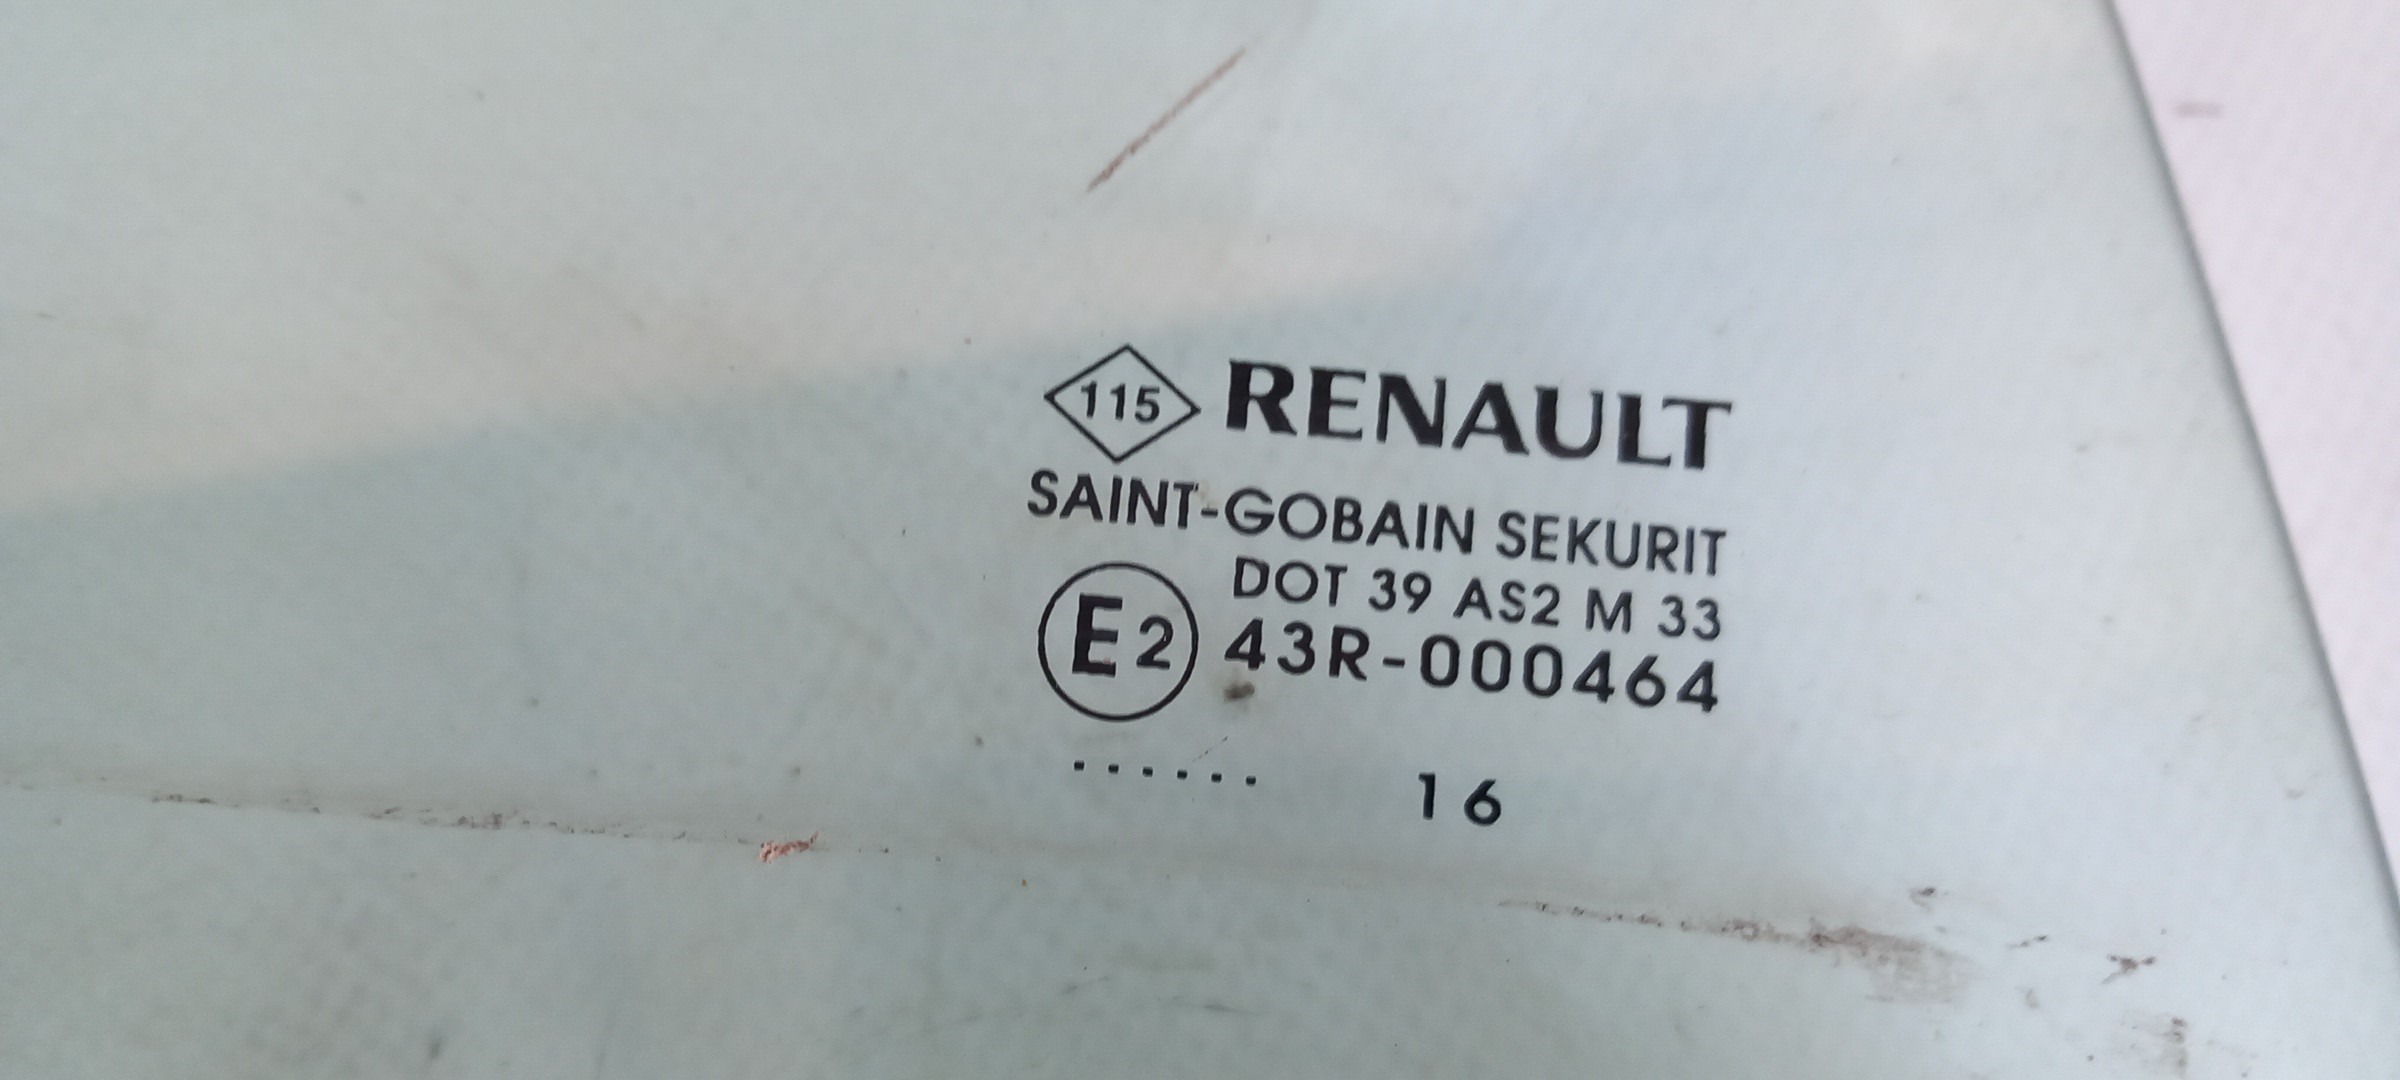 115 RENAULT
SAINT-GOBAIN SEKURIT
DOT 39 AS2 M 33
E2 43R-000464
...... 16